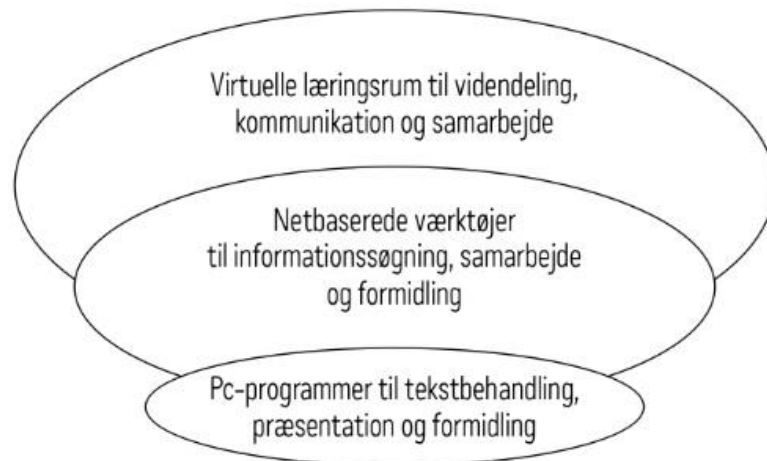 Virtuelle læringsrum til videndeling,
kommunikation og samarbejde
Netbaserede værktøjer
til informationssøgning, samarbejde
og formidling
Pc-programmer til tekstbehandling,
præsentation og formidling